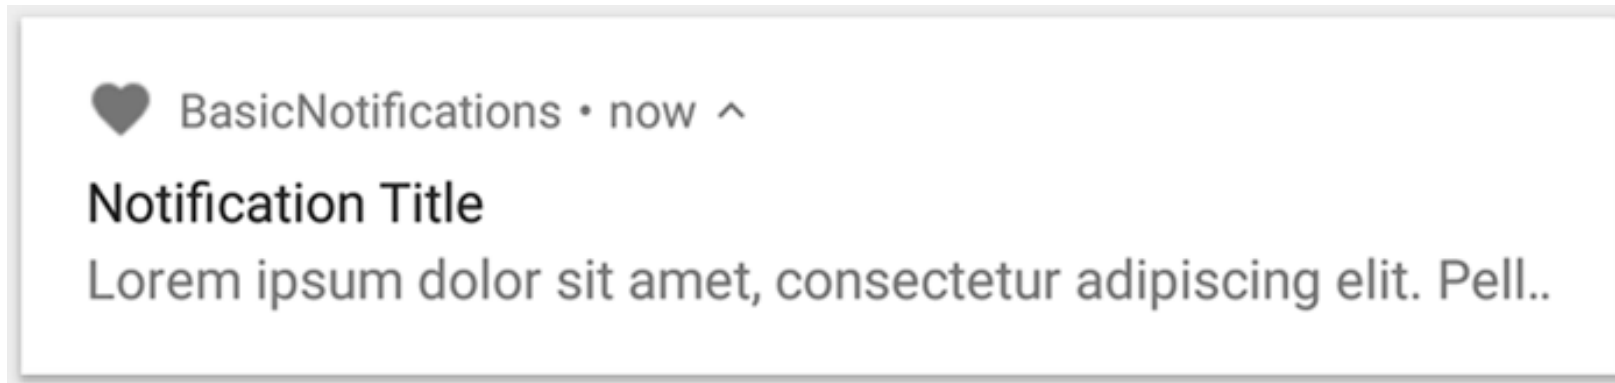 BasicNotifications • now
Notification Title
Lorem ipsum dolor sit amet, consectetur adipiscing elit. Pell..